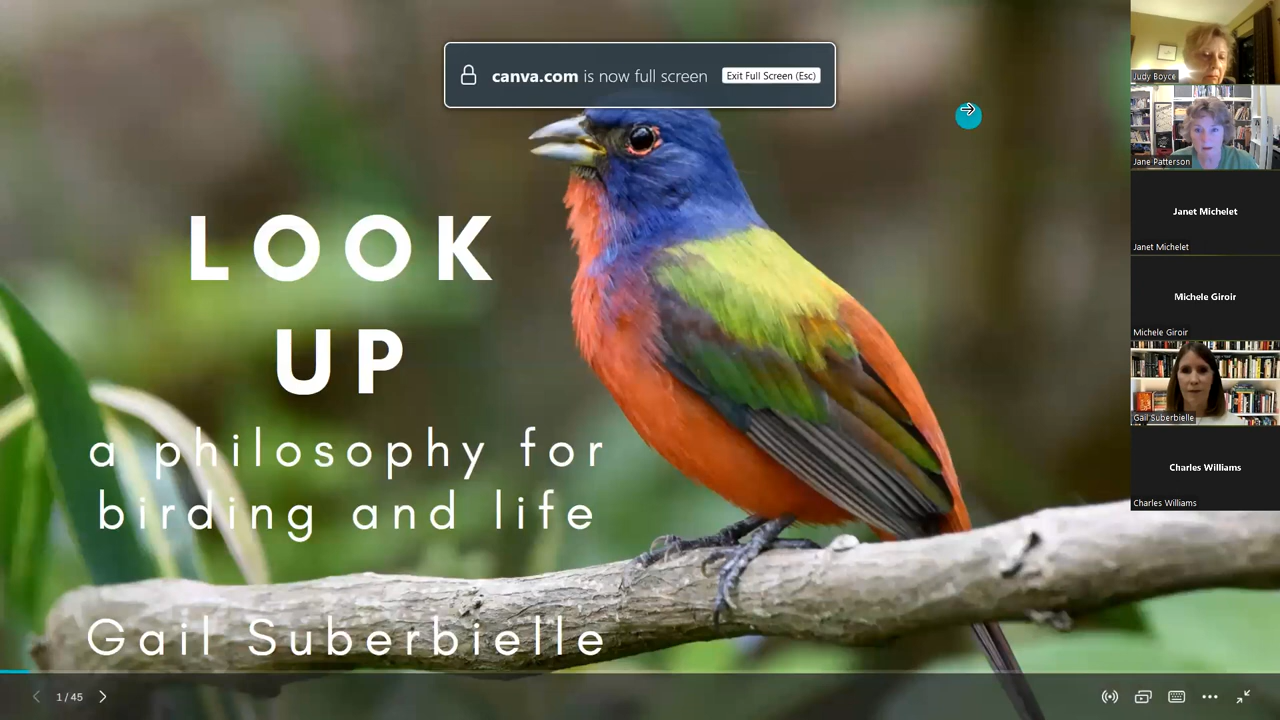 canva.com is now full screen Exit Full Screen (Esc)
LOOK
UP
a philosophy for
birding and life
Gail Suberbielle
1 / 45
Judy Boyce
Jane Patterson
Janet Michelet
Janet Michelet
Michele Giroir
Michele Giroir
Gail Suberbielle
Charles Williams
Charles Williams